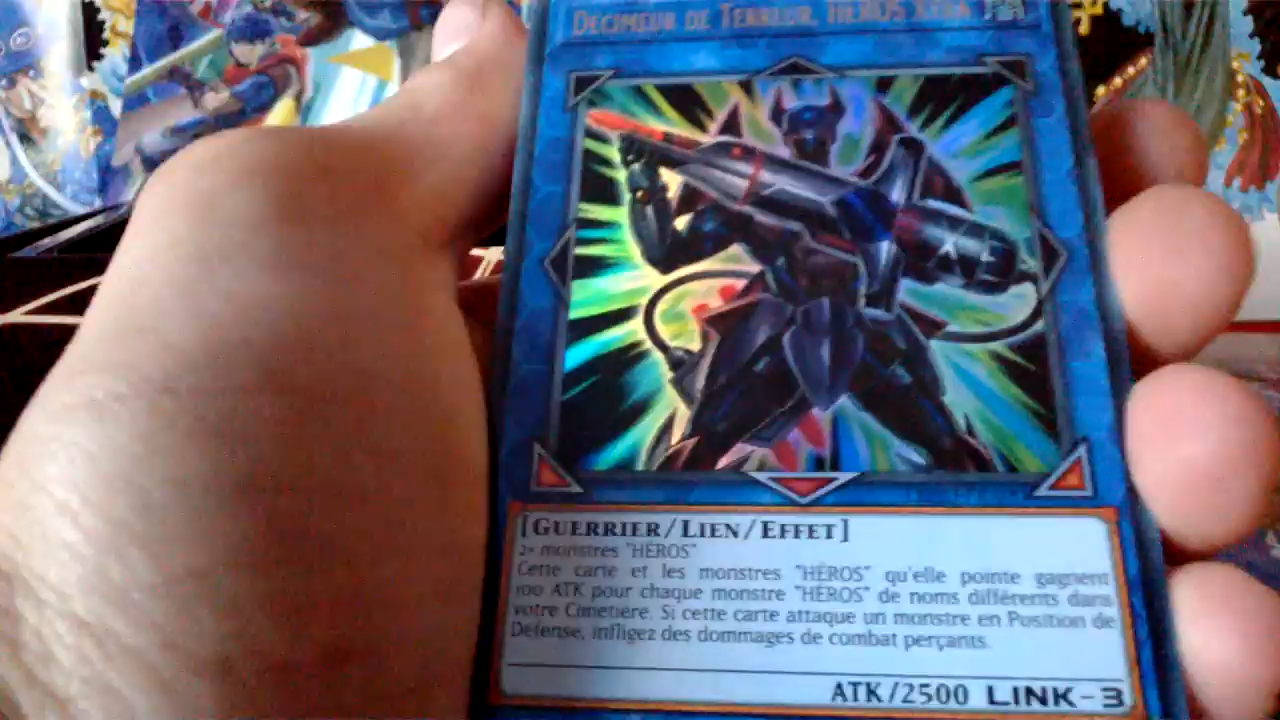 DÉCIMEUR DE TERREUR, HÉROS XTRA
[GUERRIER/LIEN/EFFET]
2+ monstres "HÉROS"
Cette carte et les monstres "HÉROS" qu'elle pointe gagnent
100 ATK pour chaque monstre "HÉROS" de noms différents dans
votre Cimetière. Si cette carte attaque un monstre en Position de
Défense, infligez des dommages de combat perçants.
ATK/2500 LINK-3